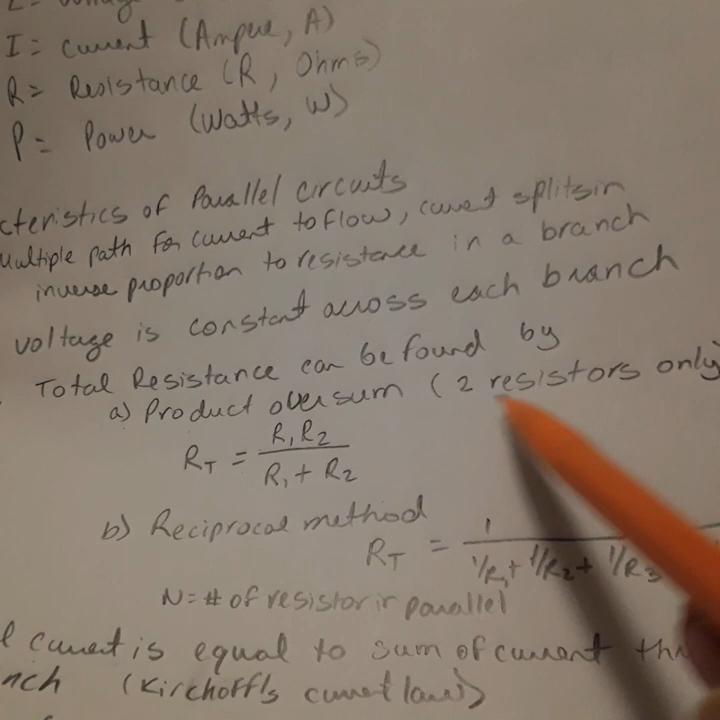 I = current (Ampere, A)
R = Resistance (R, Ohms)
P = Power (Watts, W)
cteristics of Parallel circuits
Multiple path for current to flow, current splits in
inverse proportion to resistance in a branch
voltage is constant across each branch
Total Resistance can be found by
a) Product over sum (2 resistors only)
R_T = R₁R₂ / R₁ + R₂
b) Reciprocal method
R_T = 1 / 1/R₁ + 1/R₂ + 1/R₃
N = # of resistor in parallel
l current is equal to sum of current thr
nch (Kirchoff's current law)